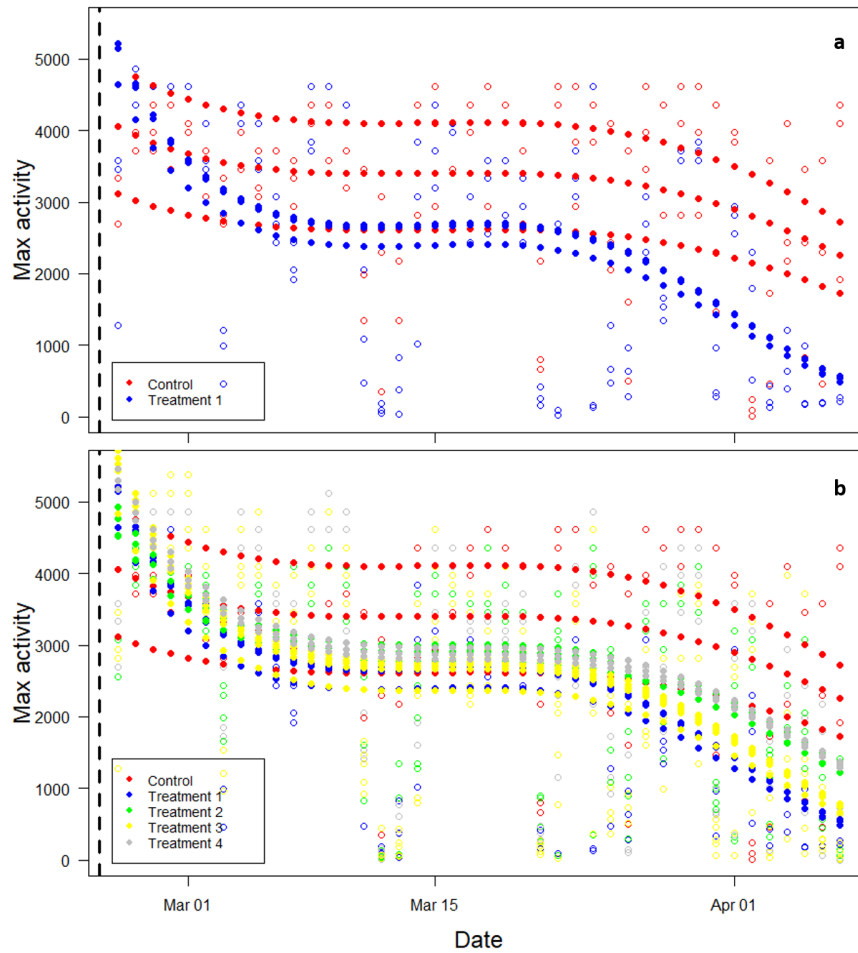 a
5000
4000
3000
2000
1000
0
Max activity
Control
Treatment 1
b
5000
4000
3000
2000
1000
0
Max activity
Control
Treatment 1
Treatment 2
Treatment 3
Treatment 4
Mar 01 Mar 15 Apr 01
Date